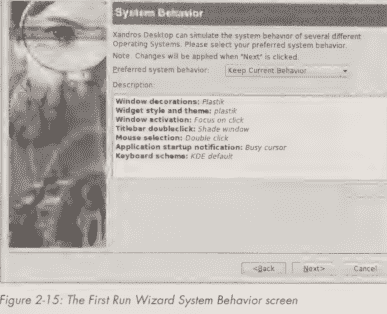 System Behavior
Xandros Desktop can simulate the system behavior of several different
Operating Systems. Please select your preferred system behavior.
Note Changes will be applied when "Next" is clicked.
Preferred system behavior: Keep Current Behavior
Description:
Window decorations: Plastik
Widget style and theme: plastik
Window activation: Focus on click
Titlebar doubleclick: Shade window
Mouse selection: Double click
Application startup notification: Busy cursor
Keyboard scheme: KDE default
<Back Next> Cancel
Figure 2-15: The First Run Wizard System Behavior screen